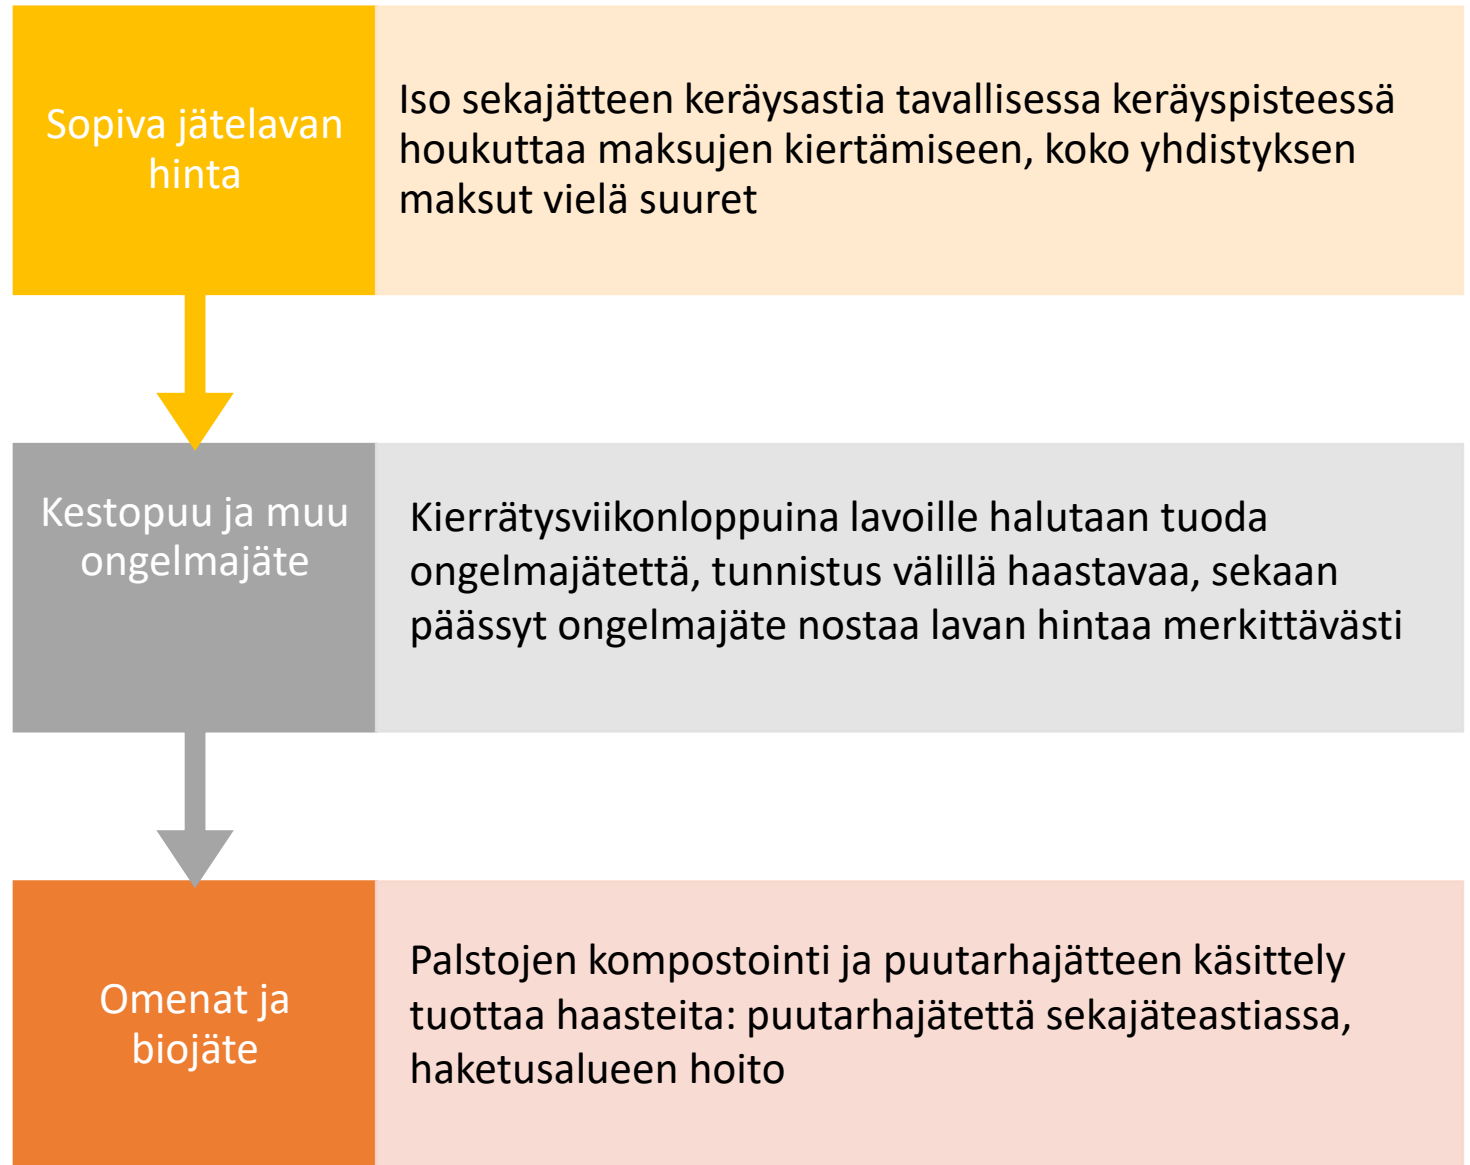 Sopiva jätelavan
hinta
Iso sekajätteen keräysastia tavallisessa keräyspisteessä
houkuttaa maksujen kiertämiseen, koko yhdistyksen
maksut vielä suuret
Kestopuu ja muu
ongelmajäte
Kierrätysviikonloppuina lavoille halutaan tuoda
ongelmajätettä, tunnistus välillä haastavaa, sekaan
päässyt ongelmajäte nostaa lavan hintaa merkittävästi
Omenat ja
biojäte
Palstojen kompostointi ja puutarhajätteen käsittely
tuottaa haasteita: puutarhajätettä sekajäteastiassa,
haketusalueen hoito